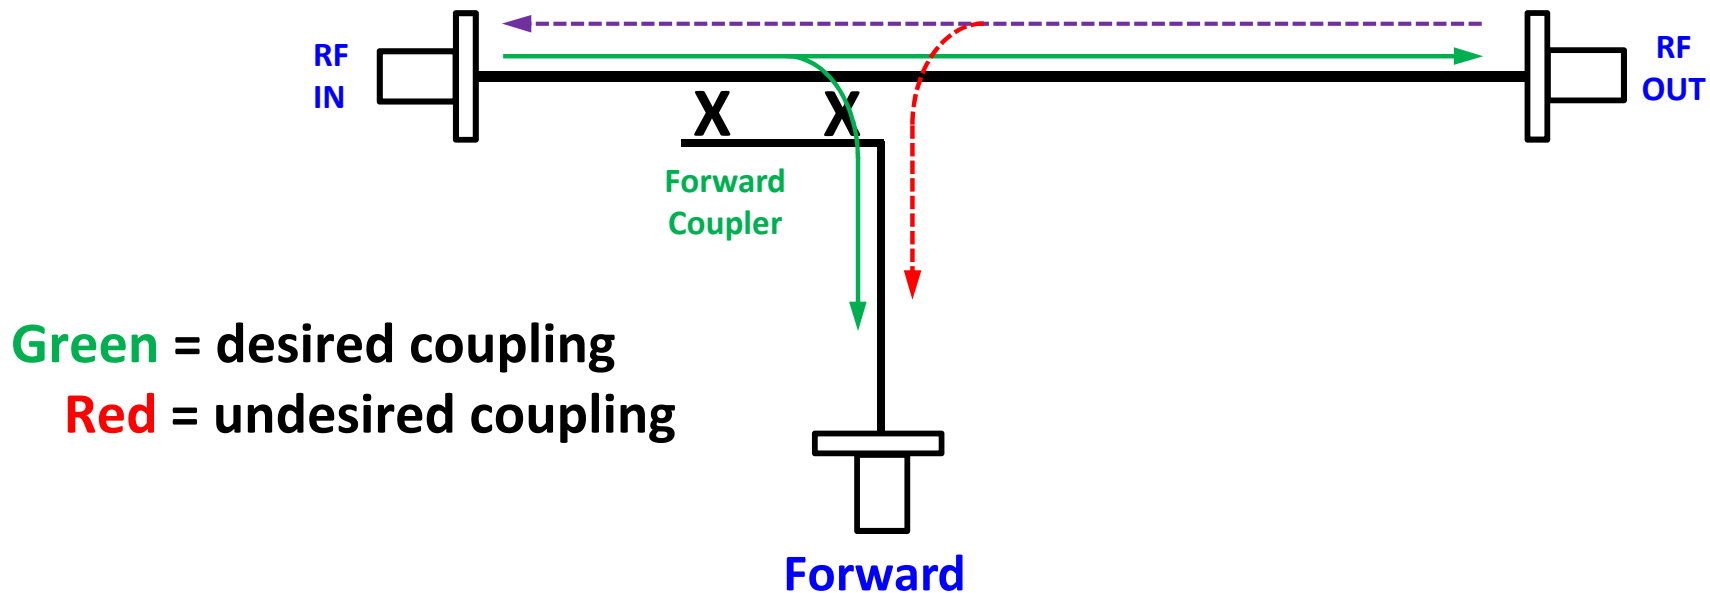 RF
IN
RF
OUT
X X
Forward
Coupler
Green = desired coupling
Red = undesired coupling
Forward